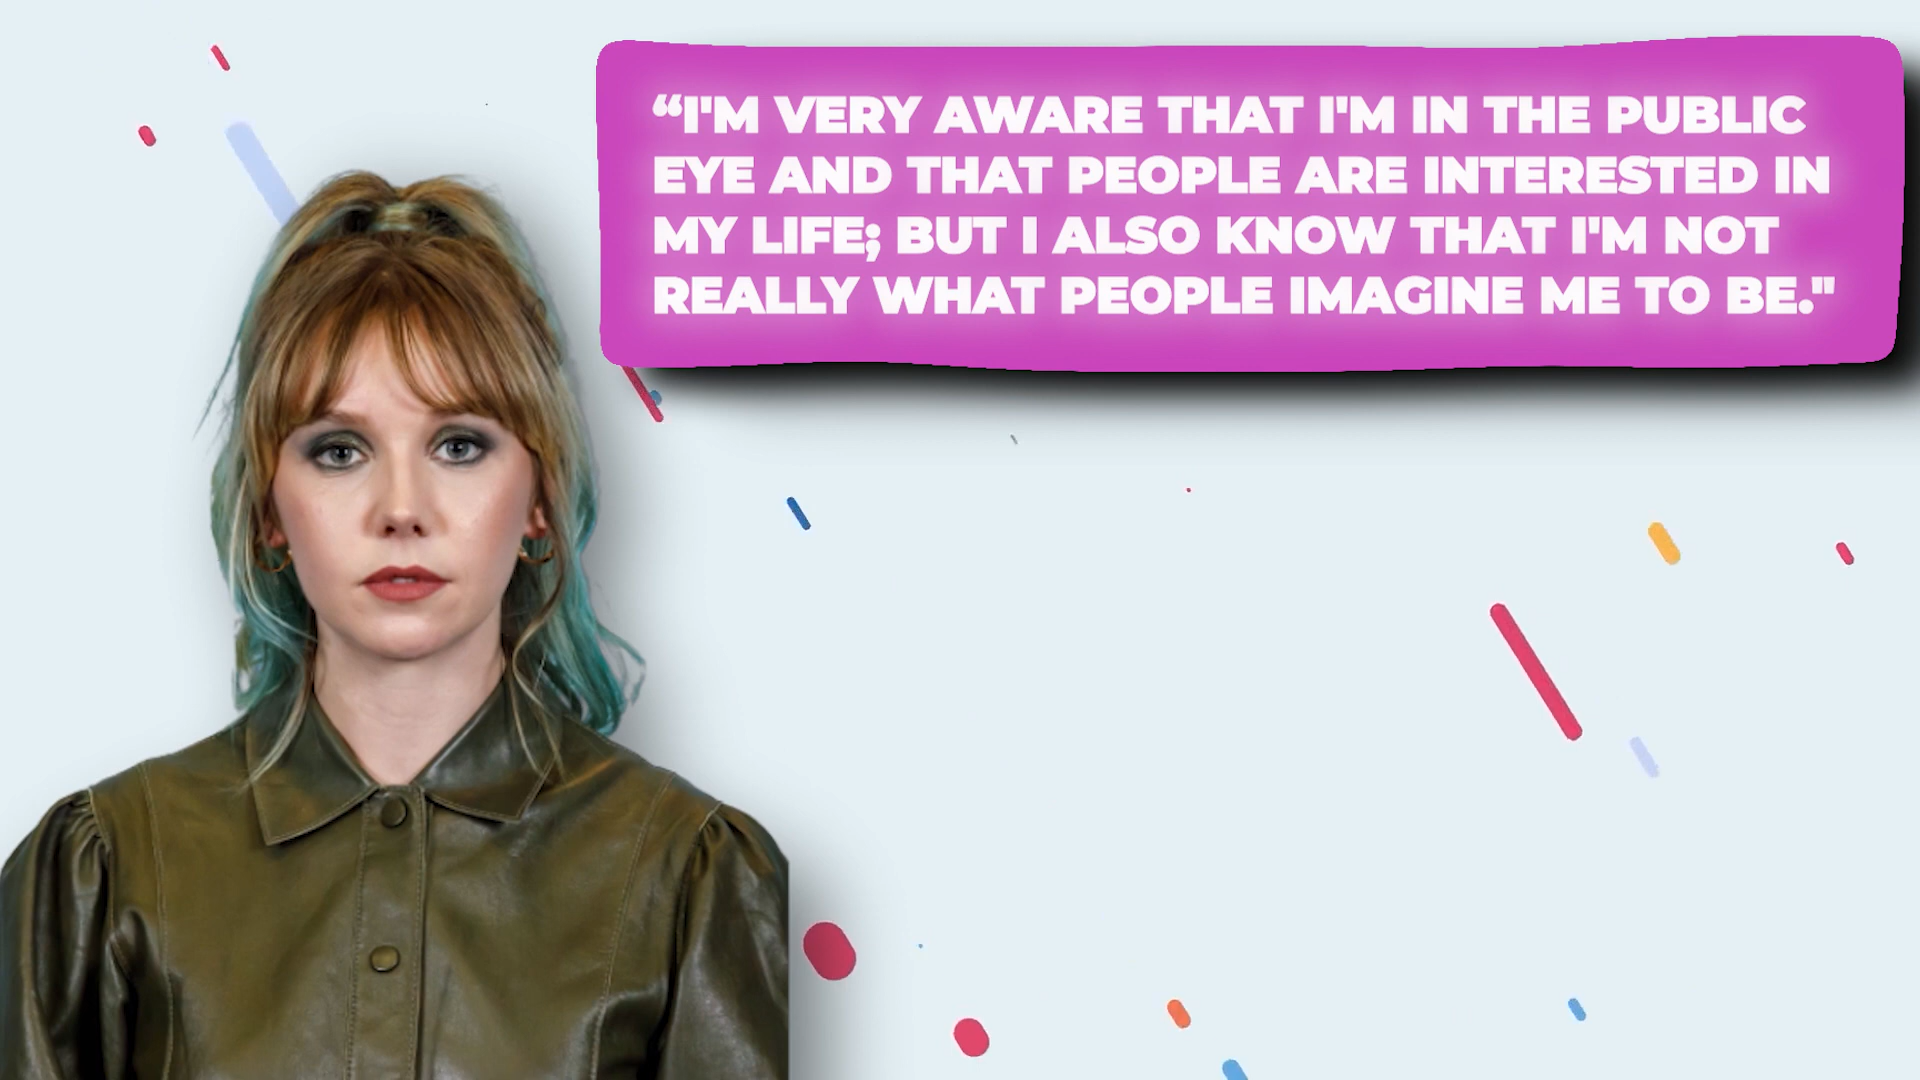 “I'M VERY AWARE THAT I'M IN THE PUBLIC
EYE AND THAT PEOPLE ARE INTERESTED IN
MY LIFE; BUT I ALSO KNOW THAT I'M NOT
REALLY WHAT PEOPLE IMAGINE ME TO BE."